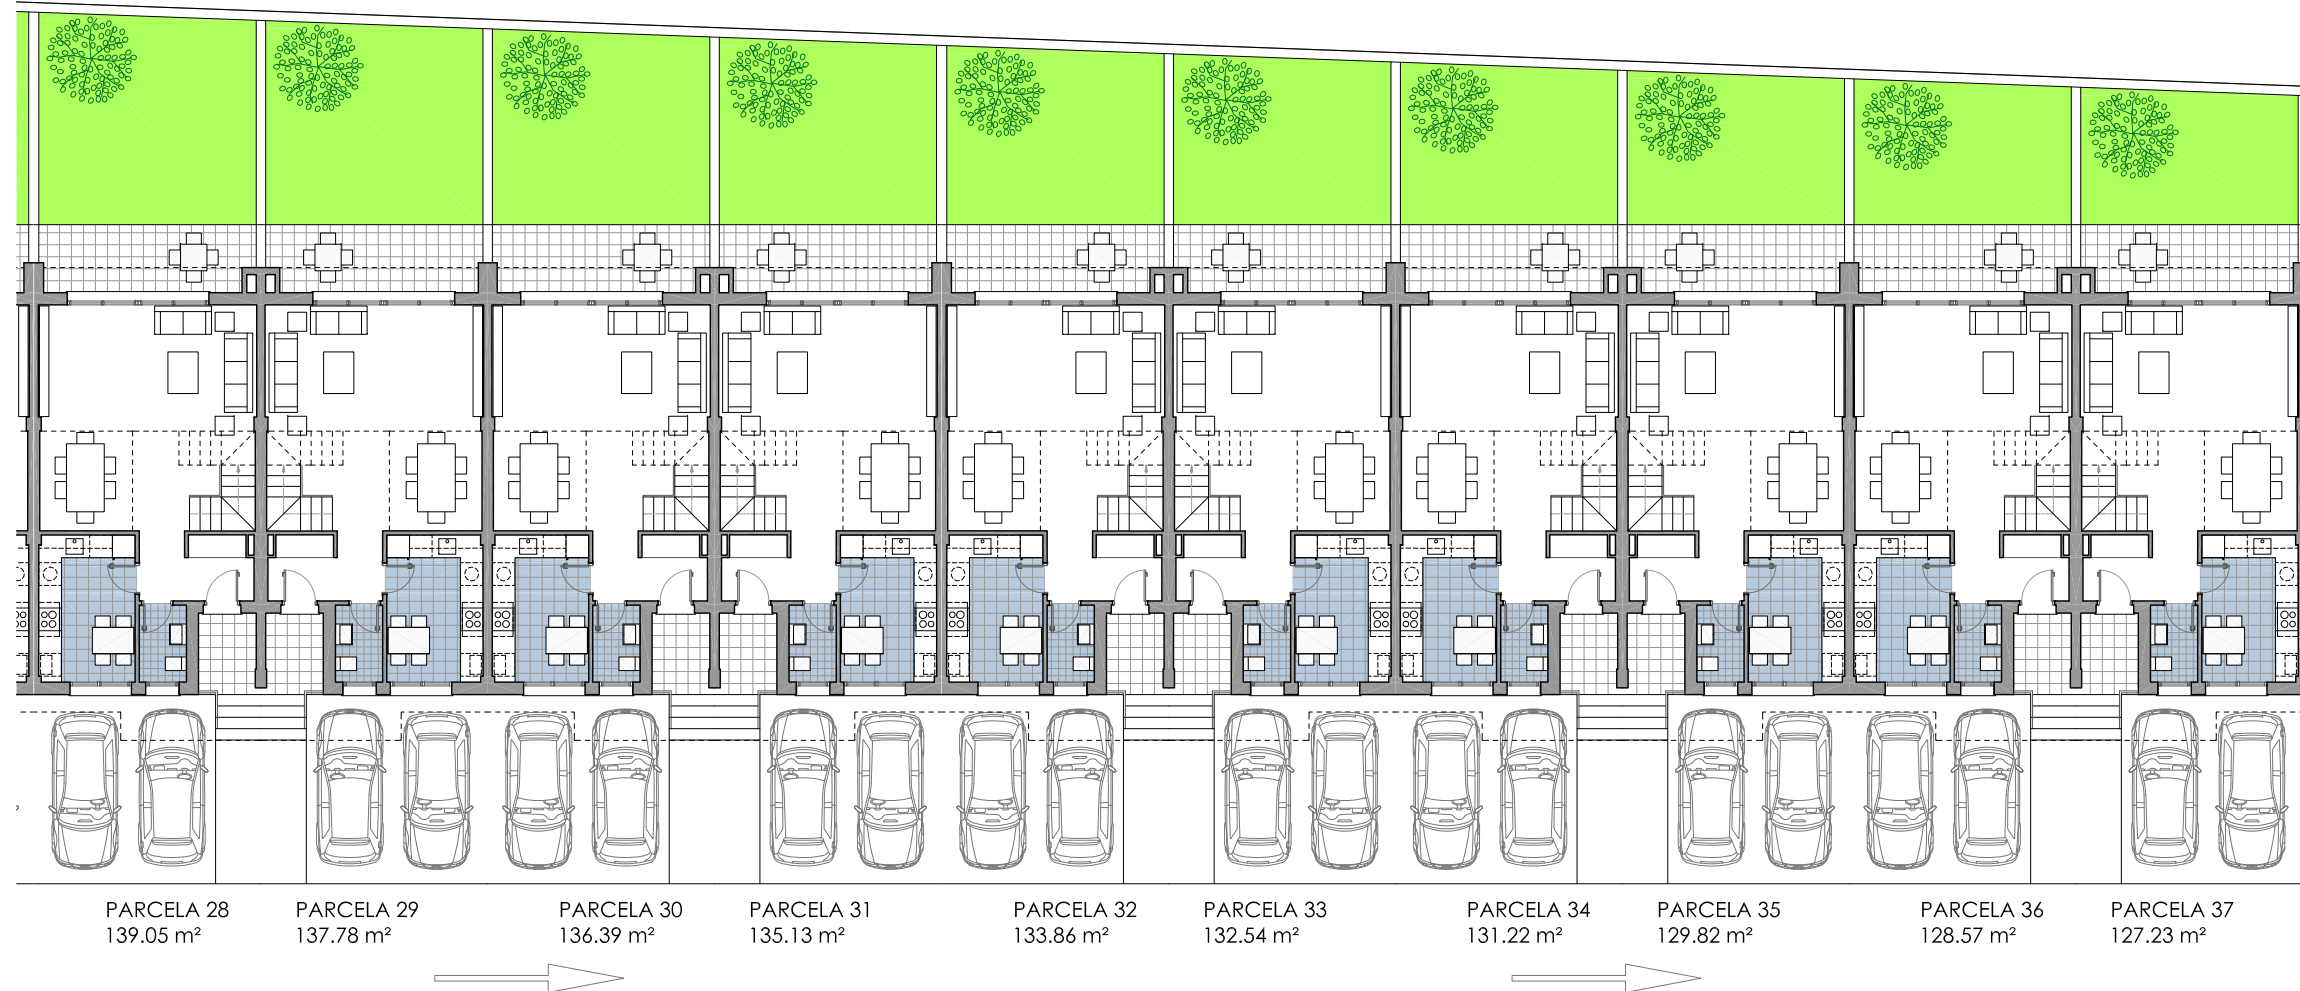 PARCELA 28
139.05 m²
PARCELA 29
137.78 m²
PARCELA 30
136.39 m²
PARCELA 31
135.13 m²
PARCELA 32
133.86 m²
PARCELA 33
132.54 m²
PARCELA 34
131.22 m²
PARCELA 35
129.82 m²
PARCELA 36
128.57 m²
PARCELA 37
127.23 m²